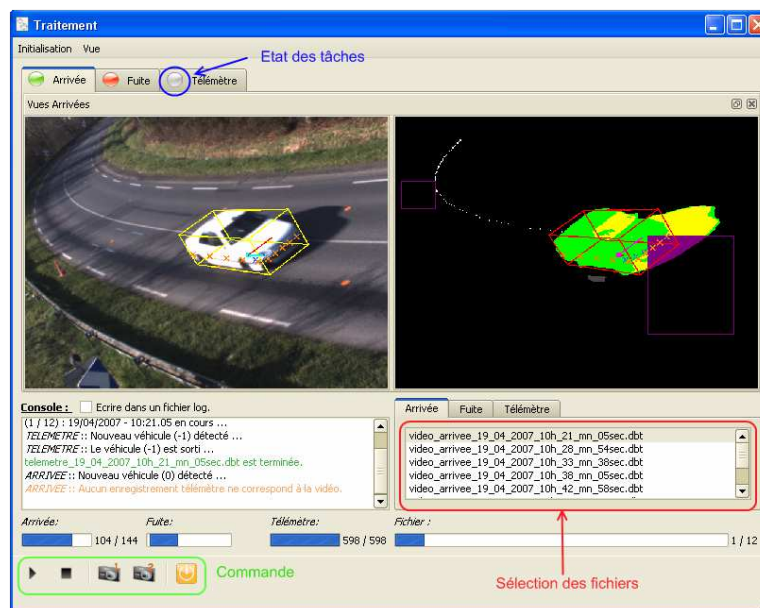 Traitement
Initialisation Vue
Etat des tâches
Arrivée Fuite Télémètre
Vues Arrivées
Console : Ecrire dans un fichier log.
(1 / 12) : 19/04/2007 - 10:21.05 en cours ...
TELEMETRE :: Nouveau véhicule (-1) détecté ...
TELEMETRE :: Le véhicule (-1) est sorti ...
telemetre_19_04_2007_10h_21_mn_05sec.dbt est terminée.
ARRIVEE :: Nouveau véhicule (0) détecté ...
ARRIVEE :: Aucun enregistrement télémètre ne correspond à la vidéo.
Arrivée Fuite Télémètre
video_arrivee_19_04_2007_10h_21_mn_05sec.dbt
video_arrivee_19_04_2007_10h_28_mn_54sec.dbt
video_arrivee_19_04_2007_10h_33_mn_38sec.dbt
video_arrivee_19_04_2007_10h_38_mn_05sec.dbt
video_arrivee_19_04_2007_10h_42_mn_58sec.dbt
Arrivée: Fuite: Télémètre: Fichier :
104 / 144 598 / 598 1 / 12
1 2
Commande
Sélection des fichiers